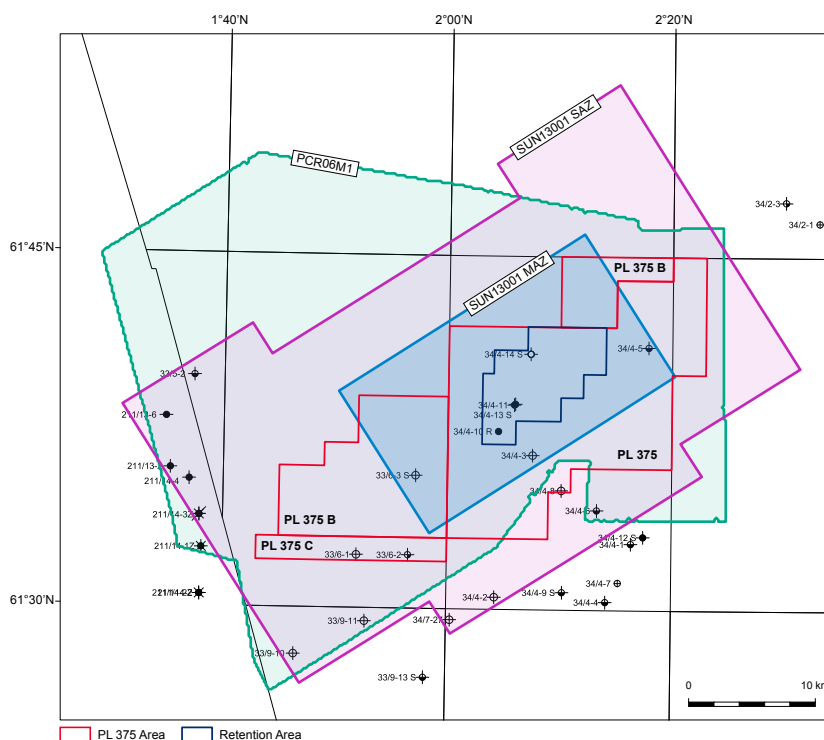 1°40'N 2°00'N 2°20'N
SUN13001 SAZ
PCR06M1
34/2-3
34/2-1
61°45'N
PL 375 B
SUN13001 MAZ
34/4-5
34/4-14 S
33/5-2
34/4-11
34/4-13 S
211/13-6
34/4-10 R
34/4-3
PL 375
211/13-
211/14-4
33/6-3 S
34/4-8
34/4-6
211/14-3Z
PL 375 B
34/4-12 S
34/4-1
211/14-1Z
PL 375 C
33/6-1
33/6-2
34/4-7
34/4-9 S
34/4-4
61°30'N
34/4-2
33/9-11
34/7-27
33/9-10
33/9-13 S
0 10 km
PL 375 Area Retention Area